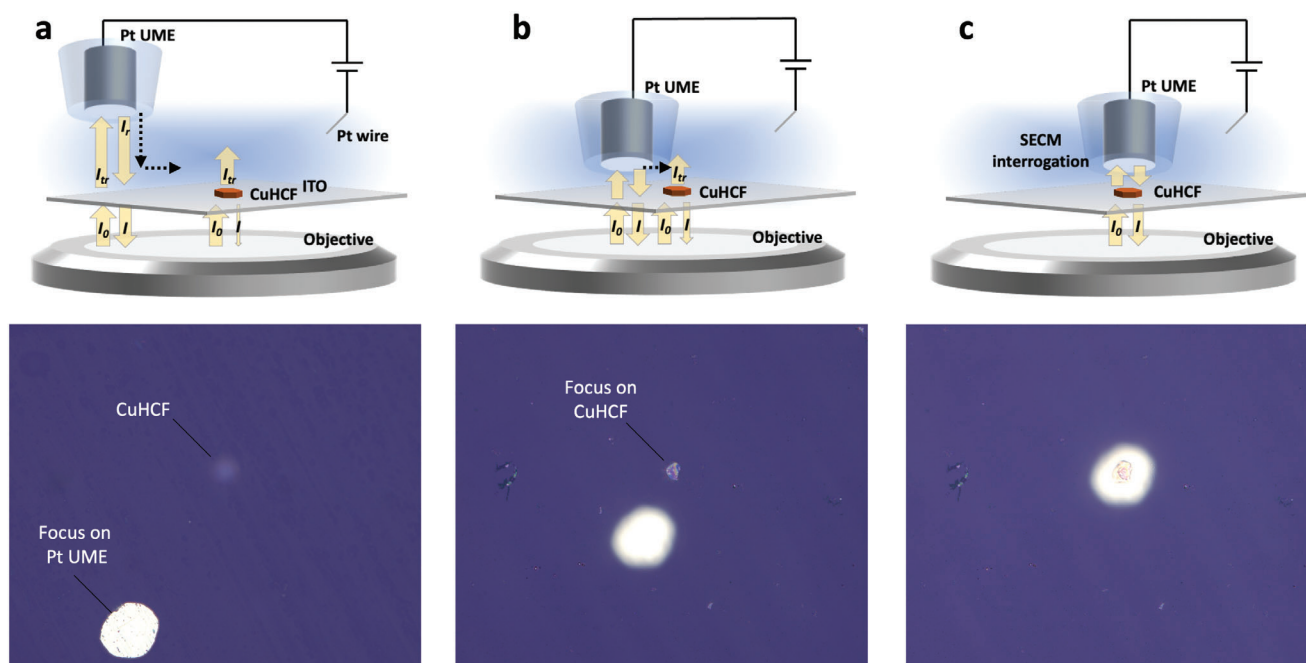 a
Pt UME
I_r
I_tr
I_tr
Pt wire
CuHCF
ITO
I_0
I
I_0
I
Objective
b
Pt UME
I_tr
CuHCF
I_0
I
I_0
I
Objective
c
Pt UME
SECM
interrogation
CuHCF
I_0
I
Objective
CuHCF
Focus on
Pt UME
Focus on
CuHCF